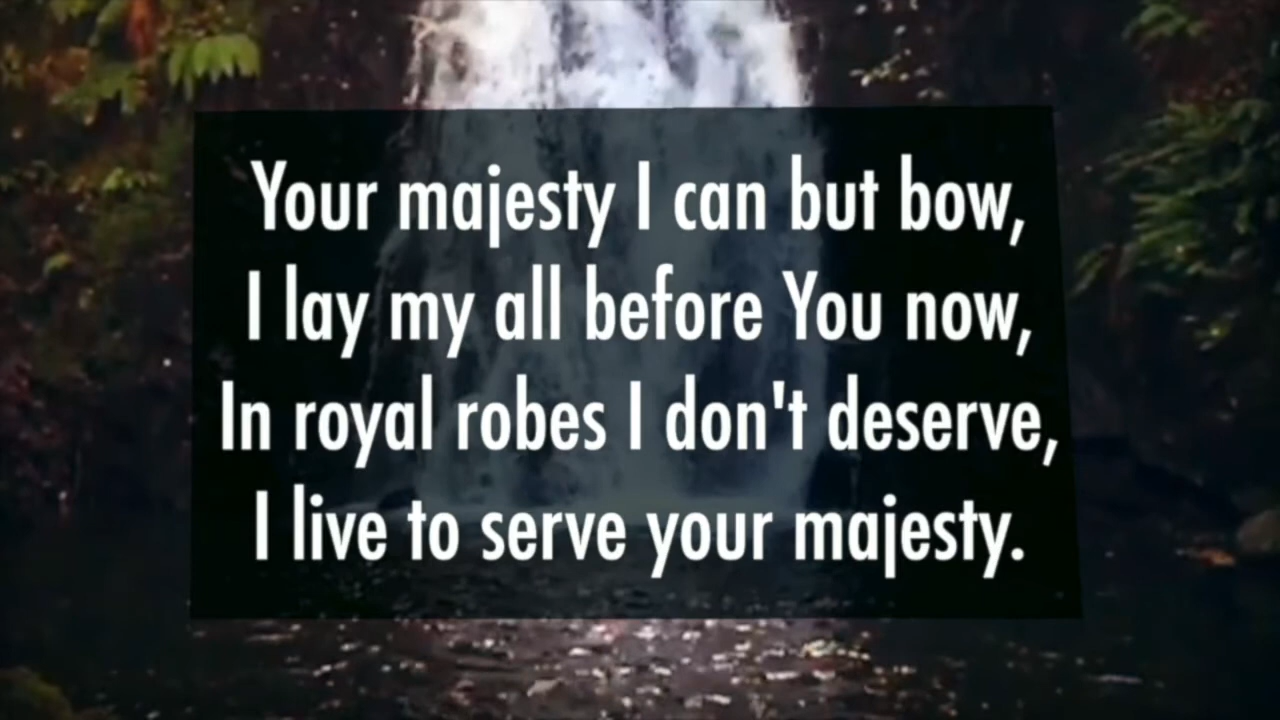 Your majesty I can but bow,
I lay my all before You now,
In royal robes I don't deserve,
I live to serve your majesty.